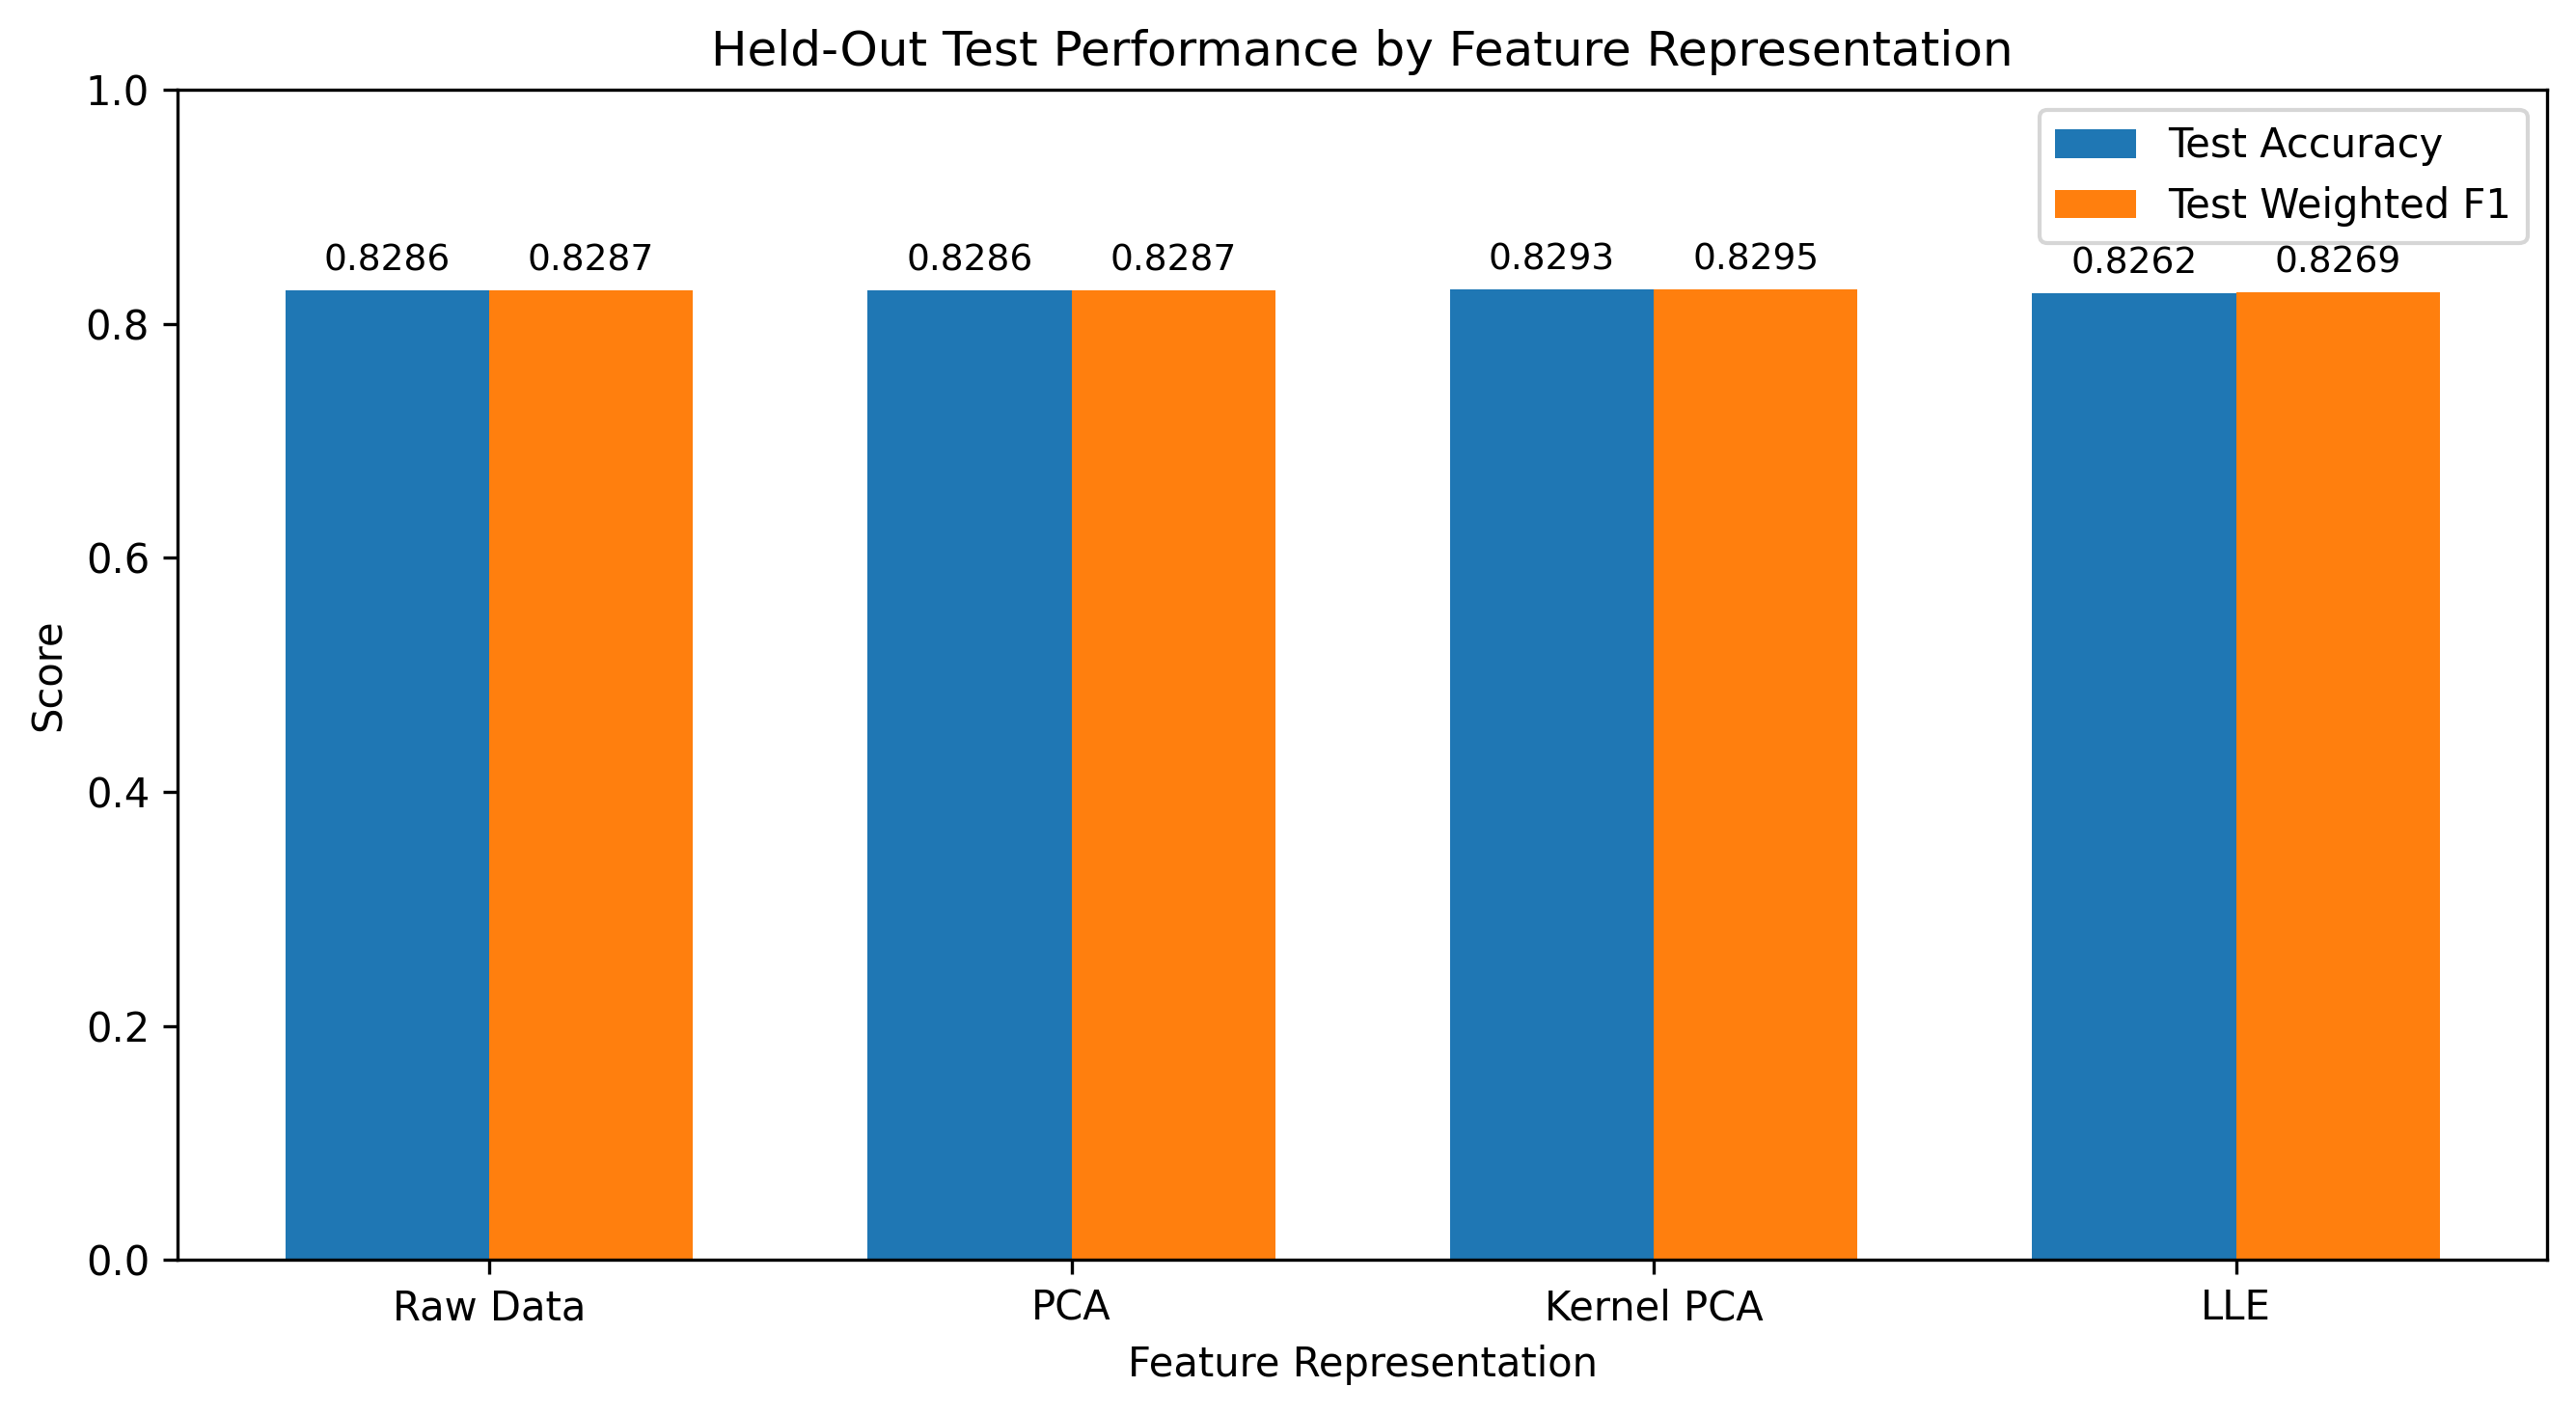 Held-Out Test Performance by Feature Representation
Test Accuracy
Test Weighted F1
1.0
0.8
0.6
0.4
0.2
0.0
Score
0.8286 0.8287 0.8286 0.8287 0.8293 0.8295 0.8262 0.8269
Raw Data PCA Kernel PCA LLE
Feature Representation